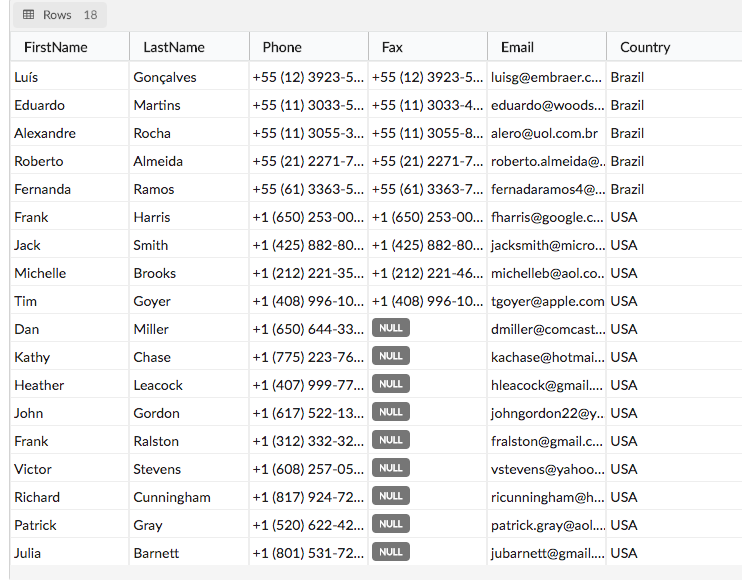 Rows 18
FirstName LastName Phone Fax Email Country
Luís Gonçalves +55 (12) 3923-5... +55 (12) 3923-5... luisg@embraer.c... Brazil
Eduardo Martins +55 (11) 3033-5... +55 (11) 3033-4... eduardo@woods... Brazil
Alexandre Rocha +55 (11) 3055-3... +55 (11) 3055-8... alero@uol.com.br Brazil
Roberto Almeida +55 (21) 2271-7... +55 (21) 2271-7... roberto.almeida@... Brazil
Fernanda Ramos +55 (61) 3363-5... +55 (61) 3363-7... fernadaramos4@... Brazil
Frank Harris +1 (650) 253-00... +1 (650) 253-00... fharris@google.c... USA
Jack Smith +1 (425) 882-80... +1 (425) 882-80... jacksmith@micro... USA
Michelle Brooks +1 (212) 221-35... +1 (212) 221-46... michelleb@aol.co... USA
Tim Goyer +1 (408) 996-10... +1 (408) 996-10... tgoyer@apple.com USA
Dan Miller +1 (650) 644-33... NULL dmiller@comcast... USA
Kathy Chase +1 (775) 223-76... NULL kachase@hotmai... USA
Heather Leacock +1 (407) 999-77... NULL hleacock@gmail.... USA
John Gordon +1 (617) 522-13... NULL johngordon22@y... USA
Frank Ralston +1 (312) 332-32... NULL fralston@gmail.c... USA
Victor Stevens +1 (608) 257-05... NULL vstevens@yahoo... USA
Richard Cunningham +1 (817) 924-72... NULL ricunningham@h... USA
Patrick Gray +1 (520) 622-42... NULL patrick.gray@aol.... USA
Julia Barnett +1 (801) 531-72... NULL jubarnett@gmail.... USA